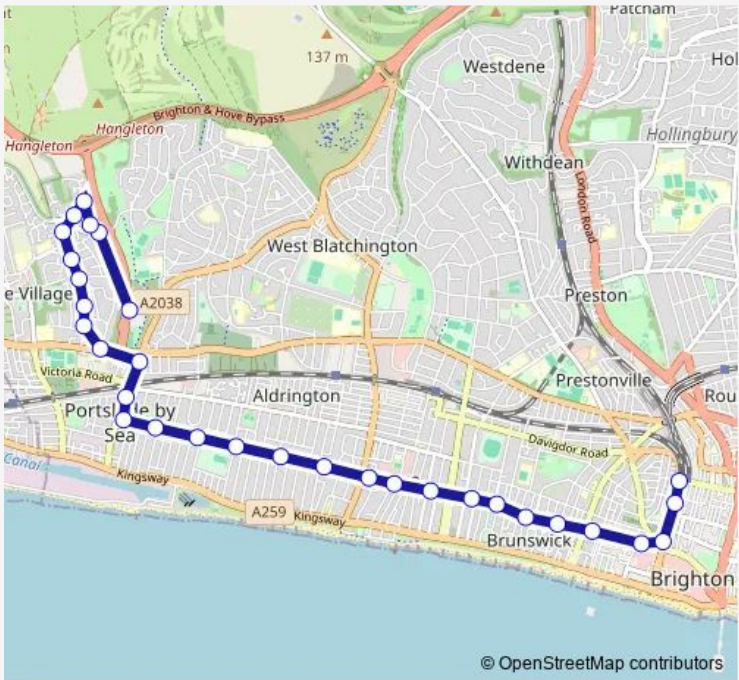 Patcham
137 m
Westdene
Hol
Brighton & Hove Bypass
Hangleton
Hangleton
Hollingbury
Withdean
London Road
West Blatchington
e Village
A2038
Preston
Victoria Road
Prestonville
Aldrington
Rou
Portsl de by
Sea
Davigdor Road
Canal
Kingsway
A259
Kingsway
Brunswick
Brighton
© OpenStreetMap contributors